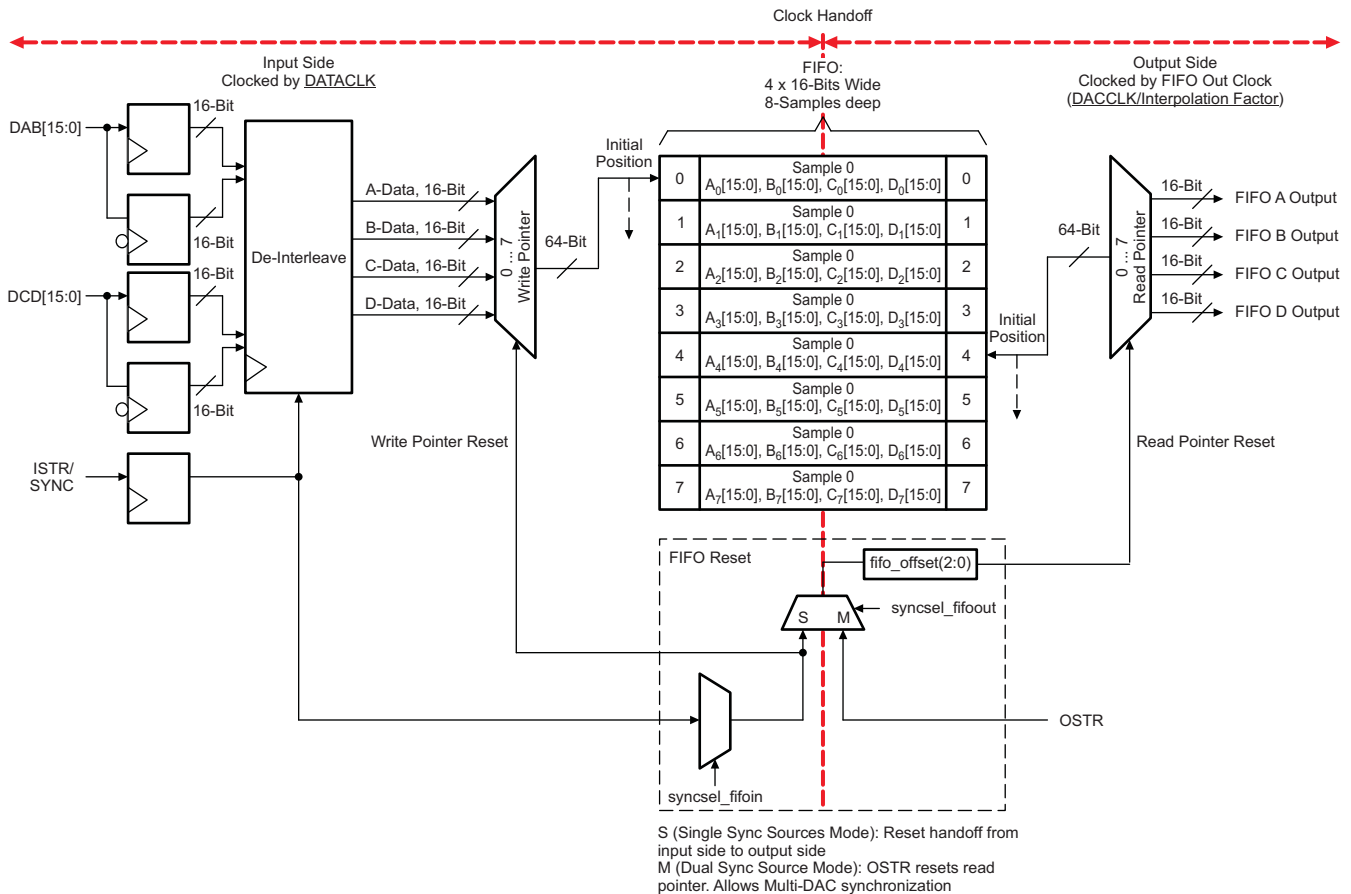 Clock Handoff
Input Side
Clocked by DATACLK
FIFO:
4 x 16-Bits Wide
8-Samples deep
Output Side
Clocked by FIFO Out Clock
(DACCLK/Interpolation Factor)
DAB[15:0]
16-Bit
16-Bit
DCD[15:0]
16-Bit
16-Bit
De-Interleave
A-Data, 16-Bit
B-Data, 16-Bit
C-Data, 16-Bit
D-Data, 16-Bit
0 ... 7
Write Pointer
64-Bit
Initial
Position
0 Sample 0 0
A0[15:0], B0[15:0], C0[15:0], D0[15:0]
1 Sample 0 1
A1[15:0], B1[15:0], C1[15:0], D1[15:0]
2 Sample 0 2
A2[15:0], B2[15:0], C2[15:0], D2[15:0]
3 Sample 0 3
A3[15:0], B3[15:0], C3[15:0], D3[15:0]
4 Sample 0 4
A4[15:0], B4[15:0], C4[15:0], D4[15:0]
5 Sample 0 5
A5[15:0], B5[15:0], C5[15:0], D5[15:0]
6 Sample 0 6
A6[15:0], B6[15:0], C6[15:0], D6[15:0]
7 Sample 0 7
A7[15:0], B7[15:0], C7[15:0], D7[15:0]
Initial
Position
64-Bit
0 ... 7
Read Pointer
16-Bit
FIFO A Output
16-Bit
FIFO B Output
16-Bit
FIFO C Output
16-Bit
FIFO D Output
ISTR/
SYNC
Write Pointer Reset
Read Pointer Reset
FIFO Reset
fifo_offset(2:0)
S M
syncsel_fifoout
OSTR
syncsel_fifoin
S (Single Sync Sources Mode): Reset handoff from
input side to output side
M (Dual Sync Source Mode): OSTR resets read
pointer. Allows Multi-DAC synchronization